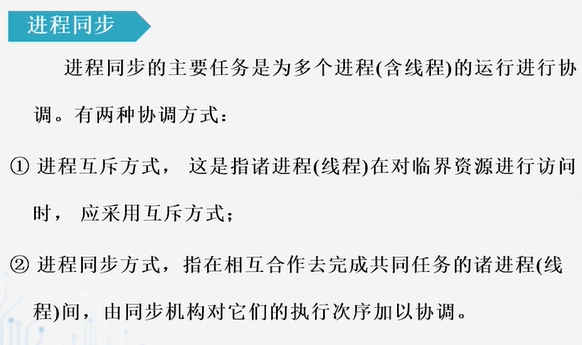 进程同步
进程同步的主要任务是为多个进程(含线程)的运行进行协
调。有两种协调方式：
① 进程互斥方式， 这是指诸进程(线程)在对临界资源进行访问
时， 应采用互斥方式；
② 进程同步方式，指在相互合作去完成共同任务的诸进程(线
程)间，由同步机构对它们的执行次序加以协调。